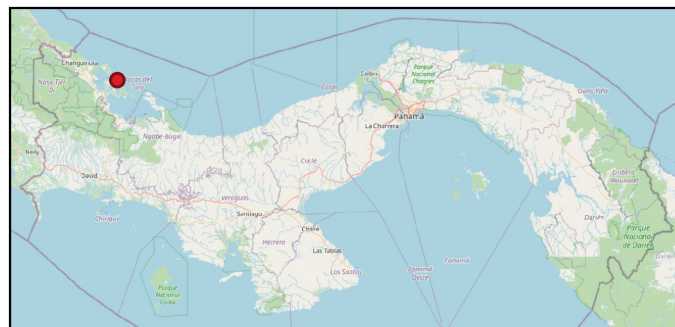 Changuinola
Bocas del
Toro
Naso Tjër
Di
Colón
Colón
Parque
Nacional
Chagres
Guna Yala
Panamá
La Chorrera
Ngäbe-Buglé
Neily
David
Coclé
Emberá
Wounaan
Veraguas
Santiago
Chiriquí
Chitré
Herrera
Las Tablas
Los Santos
Darién
Parque
Naciona
de Darié
Darién
Panamá
Oeste
Panamá
Parque
Nacional
Coiba